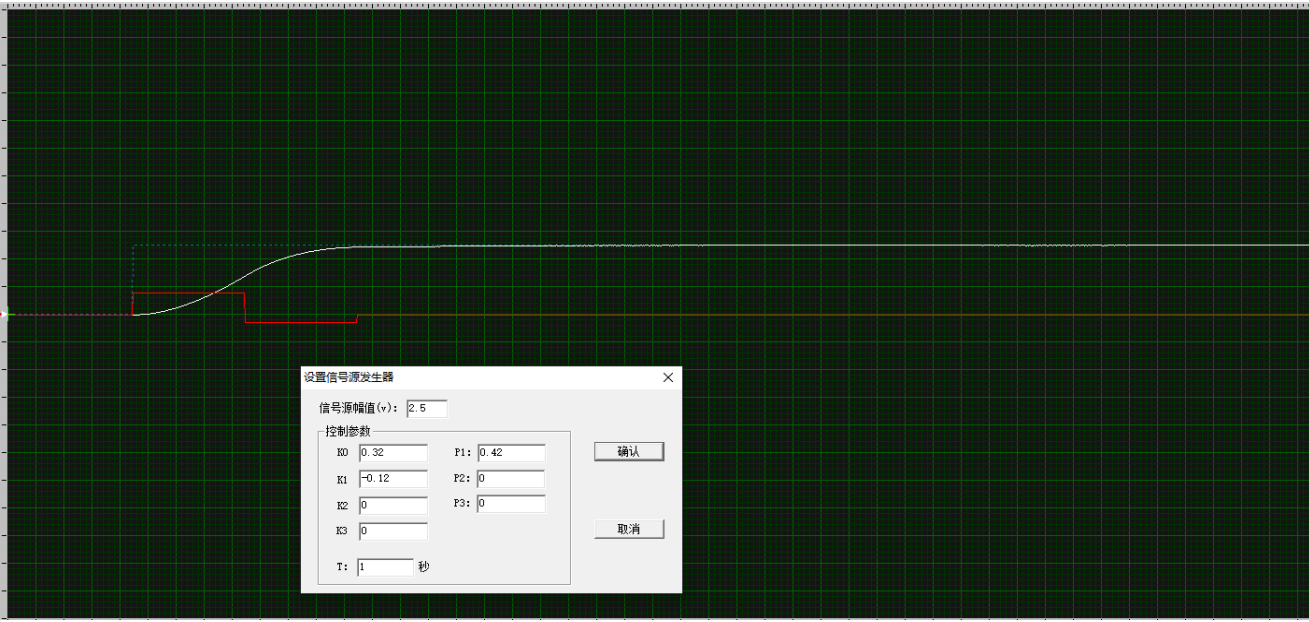 设置信号源发生器
信号源幅值(v): 2.5
控制参数
K0 0.32 P1: 0.42
K1 -0.12 P2: 0
K2 0 P3: 0
K3 0
T: 1 秒
确认
取消